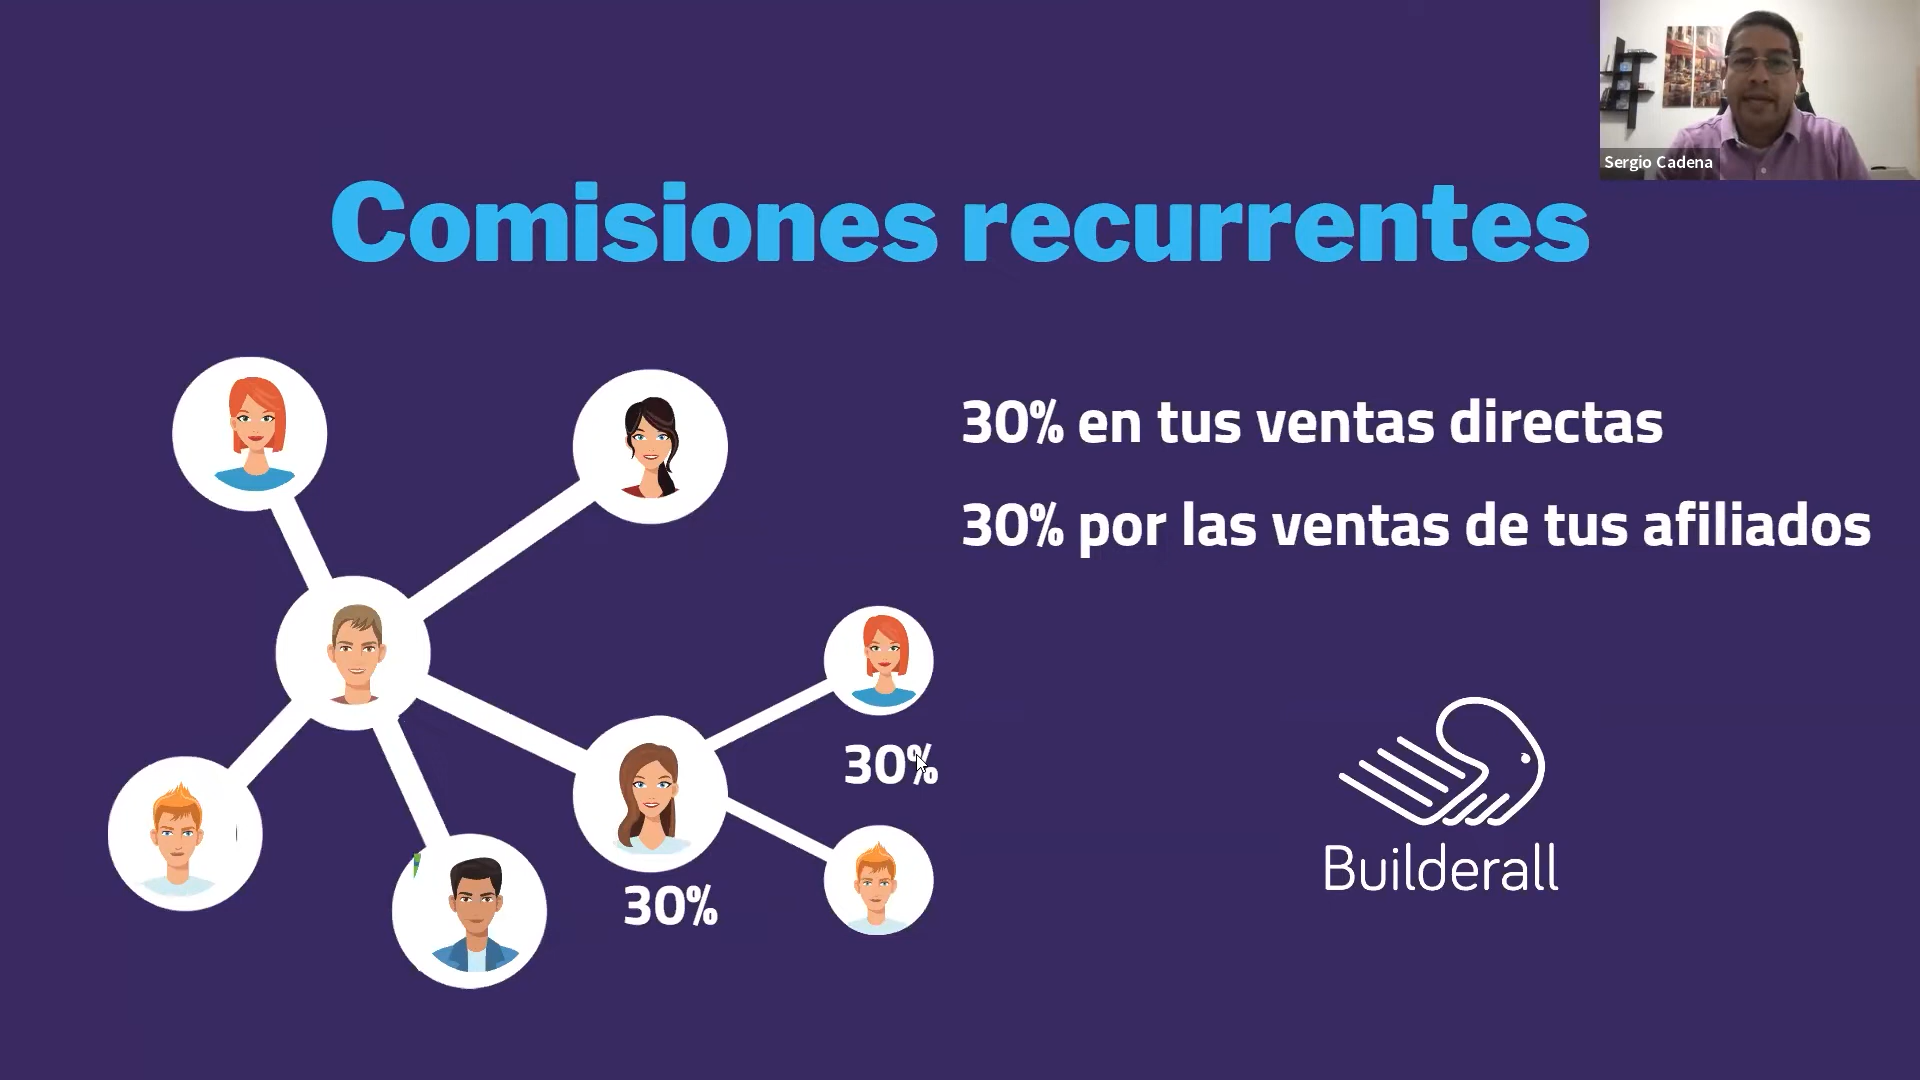 Sergio Cadena
Comisiones recurrentes
30% en tus ventas directas
30% por las ventas de tus afiliados
30%
30%
Builderall